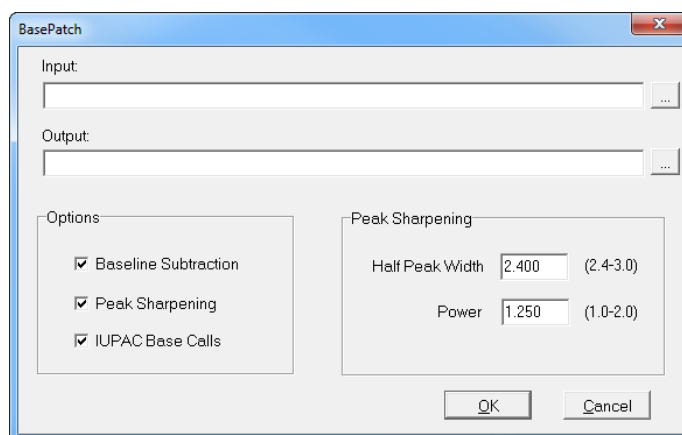 BasePatch
Input:
...
Output:
...
Options
Baseline Subtraction
Peak Sharpening
IUPAC Base Calls
Peak Sharpening
Half Peak Width 2.400 (2.4-3.0)
Power 1.250 (1.0-2.0)
OK Cancel